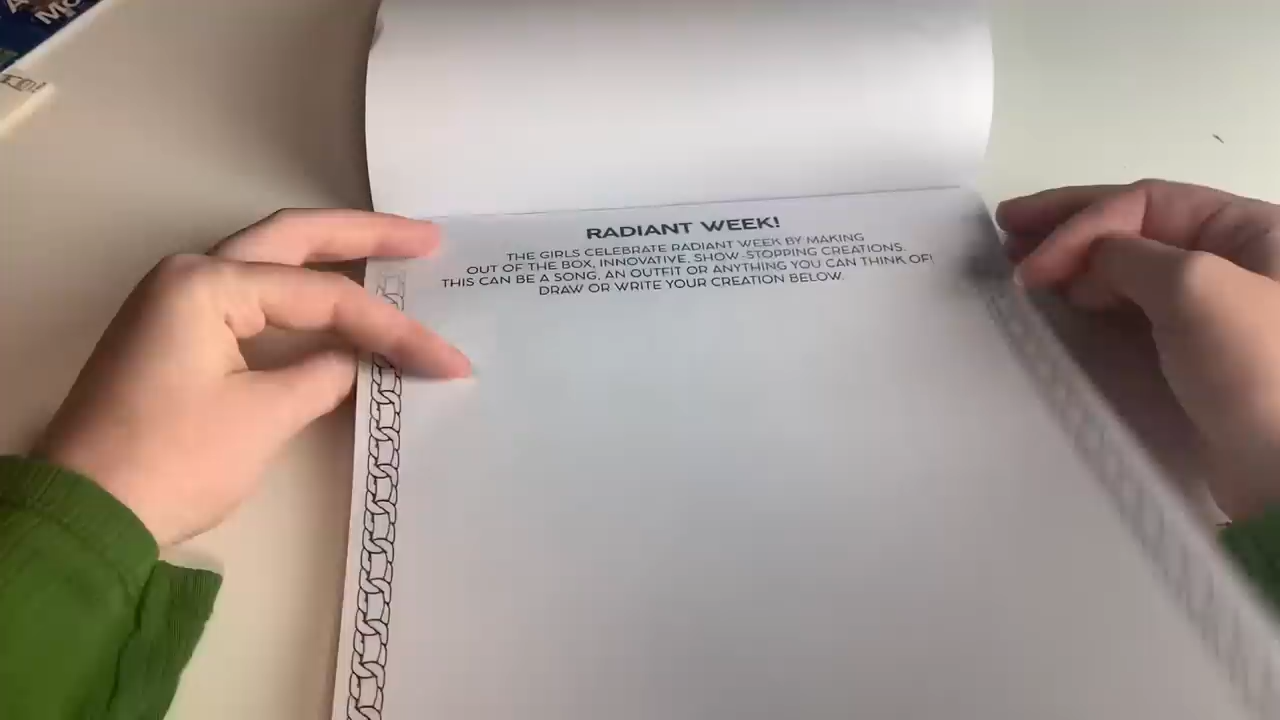 RADIANT WEEK!
THE GIRLS CELEBRATE RADIANT WEEK BY MAKING
OUT OF THE BOX, INNOVATIVE, SHOW-STOPPING CREATIONS.
THIS CAN BE A SONG, AN OUTFIT OR ANYTHING YOU CAN THINK OF!
DRAW OR WRITE YOUR CREATION BELOW.